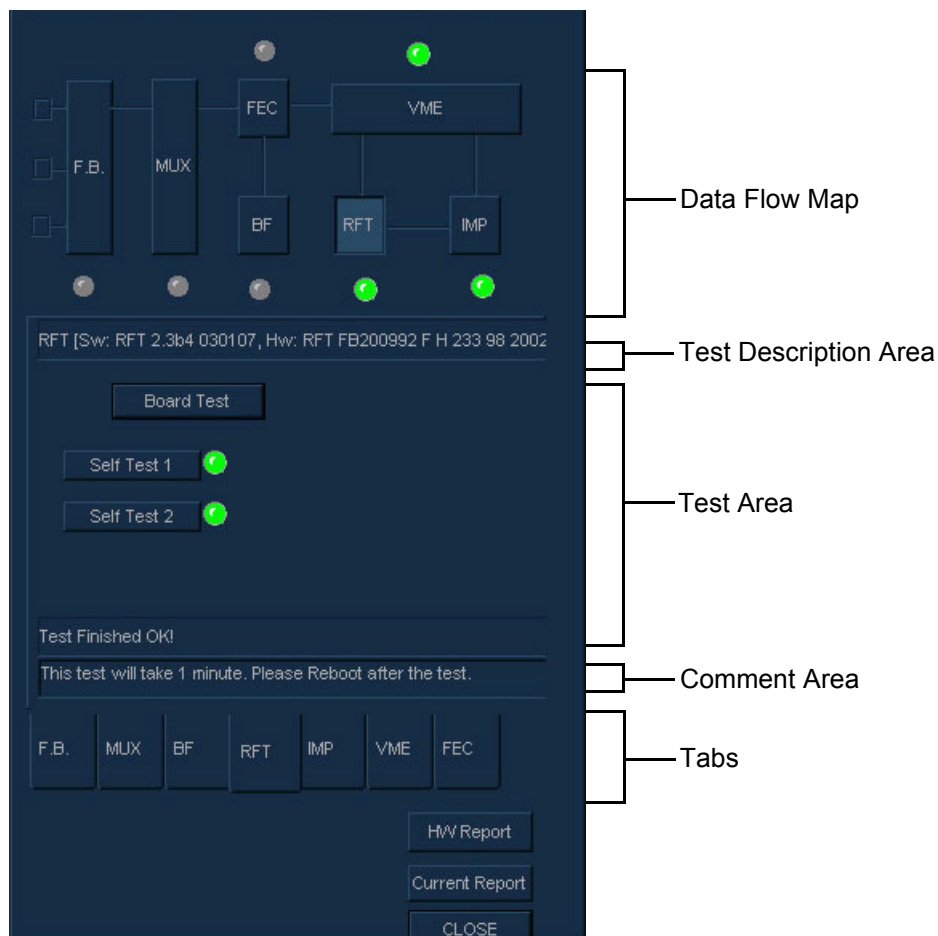 FEC
VME
F.B.
MUX
BF
RFT
IMP
Data Flow Map
RFT [Sw: RFT 2.3b4 030107, Hw: RFT FB200992 F H 233 98 2002
Test Description Area
Board Test
Self Test 1
Self Test 2
Test Area
Test Finished OK!
This test will take 1 minute. Please Reboot after the test.
Comment Area
F.B. MUX BF RFT IMP VME FEC
Tabs
HW Report
Current Report
CLOSE